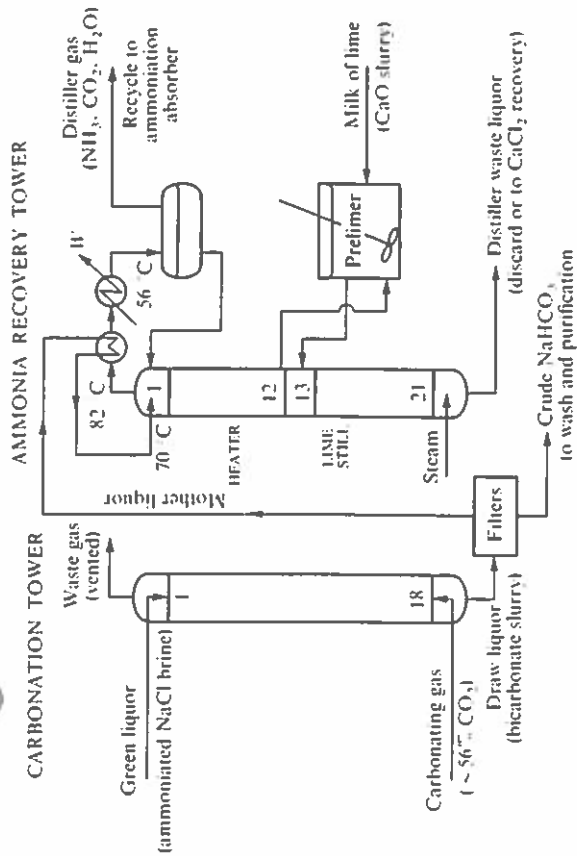 CARBONATION TOWER
Green liquor
(ammoniated NaCl brine)
Waste gas
(vented)
1
18
Carbonating gas
(~56% CO₂)
Draw liquor
(bicarbonate slurry)
Filters
Crude NaHCO₃
to wash and purification
Mother liquor
AMMONIA RECOVERY TOWER
82 °C
70 °C
W
56 °C
Distiller gas
(NH₃, CO₂, H₂O)
Recycle to
ammoniation
absorber
1
HEATER
12
13
LIME
STILL
21
Steam
Prelimer
Milk of lime
(CaO slurry)
Distiller waste liquor
(discard or to CaCl₂ recovery)